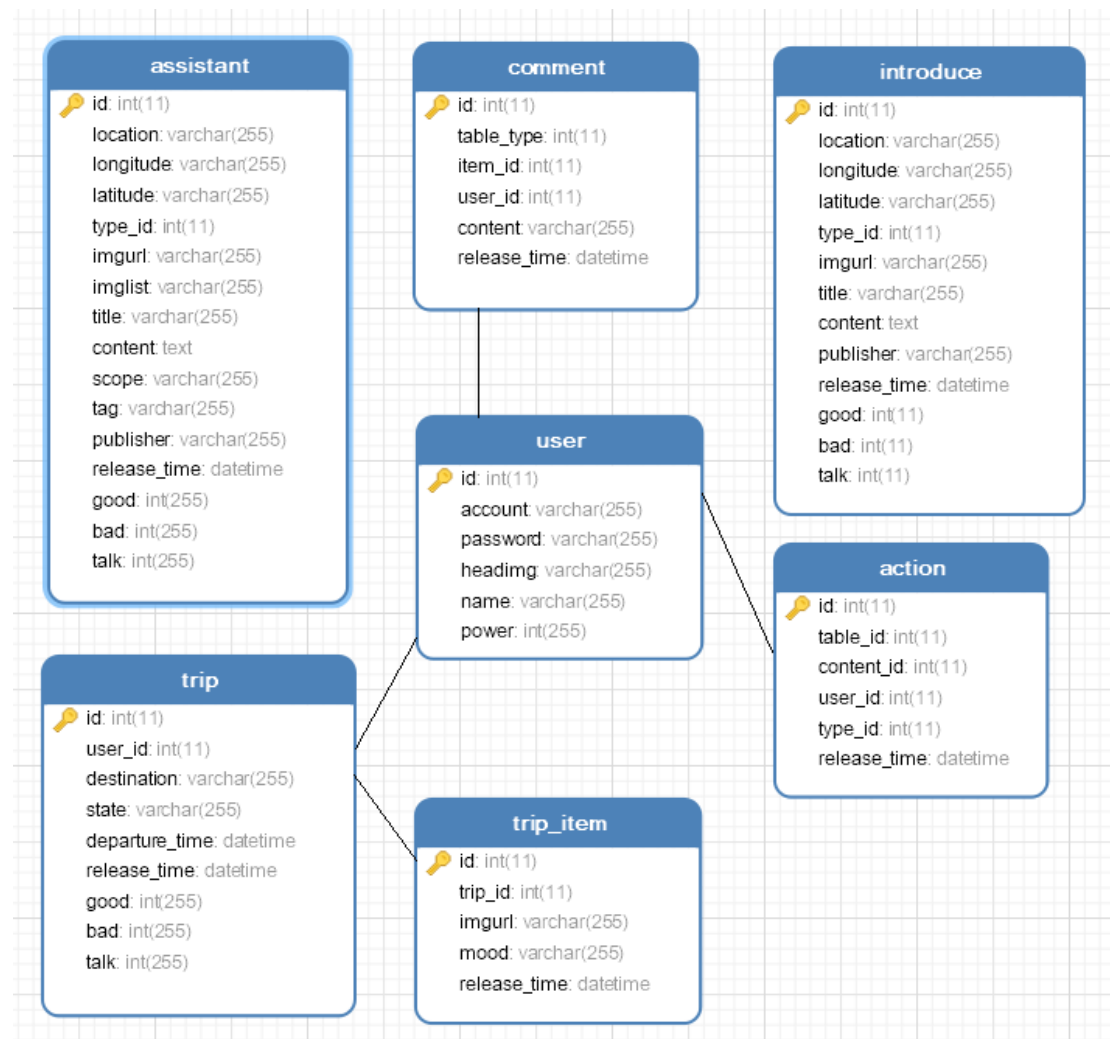 assistant
id: int(11)
location: varchar(255)
longitude: varchar(255)
latitude: varchar(255)
type_id: int(11)
imgurl: varchar(255)
imglist: varchar(255)
title: varchar(255)
content: text
scope: varchar(255)
tag: varchar(255)
publisher: varchar(255)
release_time: datetime
good: int(255)
bad: int(255)
talk: int(255)
comment
id: int(11)
table_type: int(11)
item_id: int(11)
user_id: int(11)
content: varchar(255)
release_time: datetime
introduce
id: int(11)
location: varchar(255)
longitude: varchar(255)
latitude: varchar(255)
type_id: int(11)
imgurl: varchar(255)
title: varchar(255)
content: text
publisher: varchar(255)
release_time: datetime
good: int(11)
bad: int(11)
talk: int(11)
user
id: int(11)
account: varchar(255)
password: varchar(255)
headimg: varchar(255)
name: varchar(255)
power: int(255)
action
id: int(11)
table_id: int(11)
content_id: int(11)
user_id: int(11)
type_id: int(11)
release_time: datetime
trip
id: int(11)
user_id: int(11)
destination: varchar(255)
state: varchar(255)
departure_time: datetime
release_time: datetime
good: int(255)
bad: int(255)
talk: int(255)
trip_item
id: int(11)
trip_id: int(11)
imgurl: varchar(255)
mood: varchar(255)
release_time: datetime